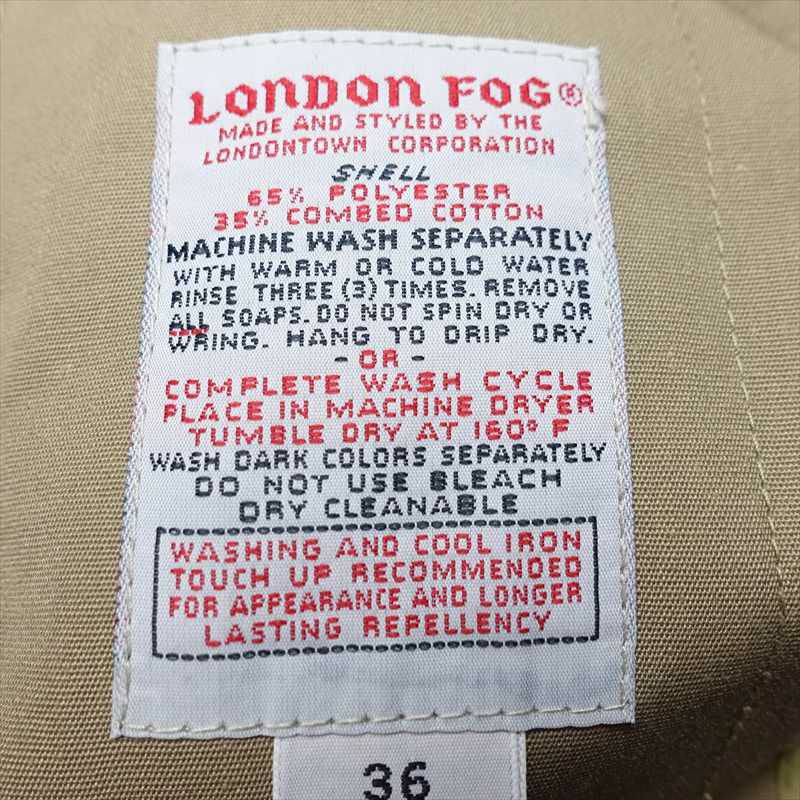 LONDON FOG®
MADE AND STYLED BY THE
LONDONTOWN CORPORATION
SHELL
65% POLYESTER
35% COMBED COTTON
MACHINE WASH SEPARATELY
WITH WARM OR COLD WATER
RINSE THREE (3) TIMES. REMOVE
ALL SOAPS. DO NOT SPIN DRY OR
WRING. HANG TO DRIP DRY.
- OR -
COMPLETE WASH CYCLE
PLACE IN MACHINE DRYER
TUMBLE DRY AT 160° F
WASH DARK COLORS SEPARATELY
DO NOT USE BLEACH
DRY CLEANABLE
WASHING AND COOL IRON
TOUCH UP RECOMMENDED
FOR APPEARANCE AND LONGER
LASTING REPELLENCY
36